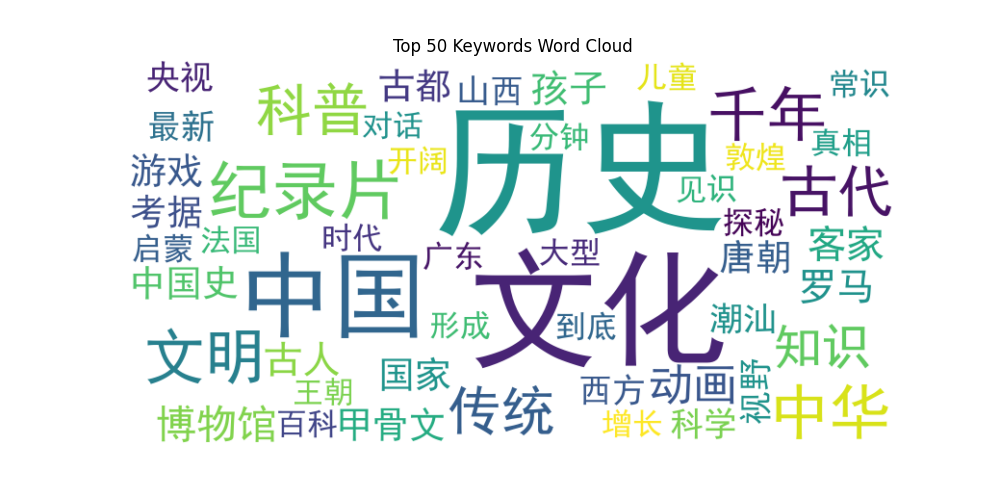 Top 50 Keywords Word Cloud
央视
古都
山西
孩子
儿童
常识
科普
千年
最新
对话
历史
分钟
真相
开阔
敦煌
游戏
纪录片
见识
古代
考据
探秘
启蒙
法国
时代
广东
大型
唐朝
客家
中国史
中国
文化
罗马
文明
形成
到底
潮汕
知识
古人
国家
西方
动画
视野
王朝
传统
中华
博物馆
百科
甲骨文
增长
科学